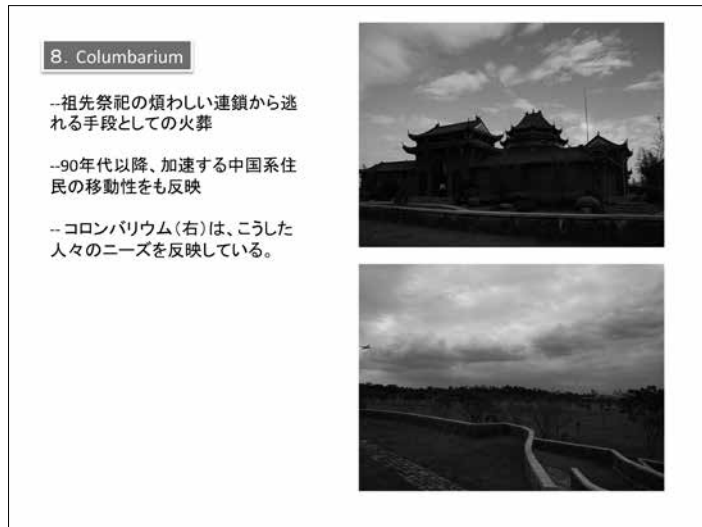 ８．Columbarium
--祖先祭祀の煩わしい連鎖から逃
れる手段としての火葬
--90年代以降、加速する中国系住
民の移動性をも反映
-- コロンバリウム（右）は、こうした
人々のニーズを反映している。